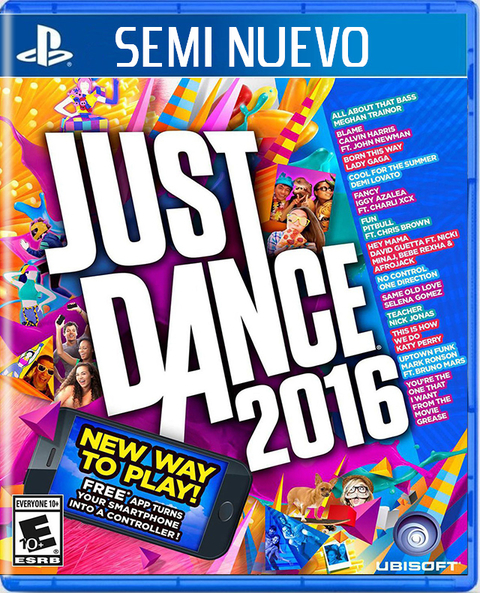 SEMI NUEVO
JUST
DANCE
2016
ALL ABOUT THAT BASS
MEGHAN TRAINOR
BLAME
CALVIN HARRIS
FT. JOHN NEWMAN
BORN THIS WAY
LADY GAGA
COOL FOR THE SUMMER
DEMI LOVATO
FANCY
IGGY AZALEA
FT. CHARLI XCX
FUN
PITBULL
FT. CHRIS BROWN
HEY MAMA
DAVID GUETTA FT. NICKI
MINAJ, BEBE REXHA &
AFROJACK
NO CONTROL
ONE DIRECTION
SAME OLD LOVE
SELENA GOMEZ
TEACHER
NICK JONAS
THIS IS HOW
WE DO
KATY PERRY
UPTOWN FUNK
MARK RONSON
FT. BRUNO MARS
YOU'RE THE
ONE THAT
I WANT
FROM THE
MOVIE
GREASE
NEW WAY
TO PLAY!
FREE* APP TURNS
YOUR SMARTPHONE
INTO A CONTROLLER!
EVERYONE 10+
E
10+
ESRB
UBISOFT